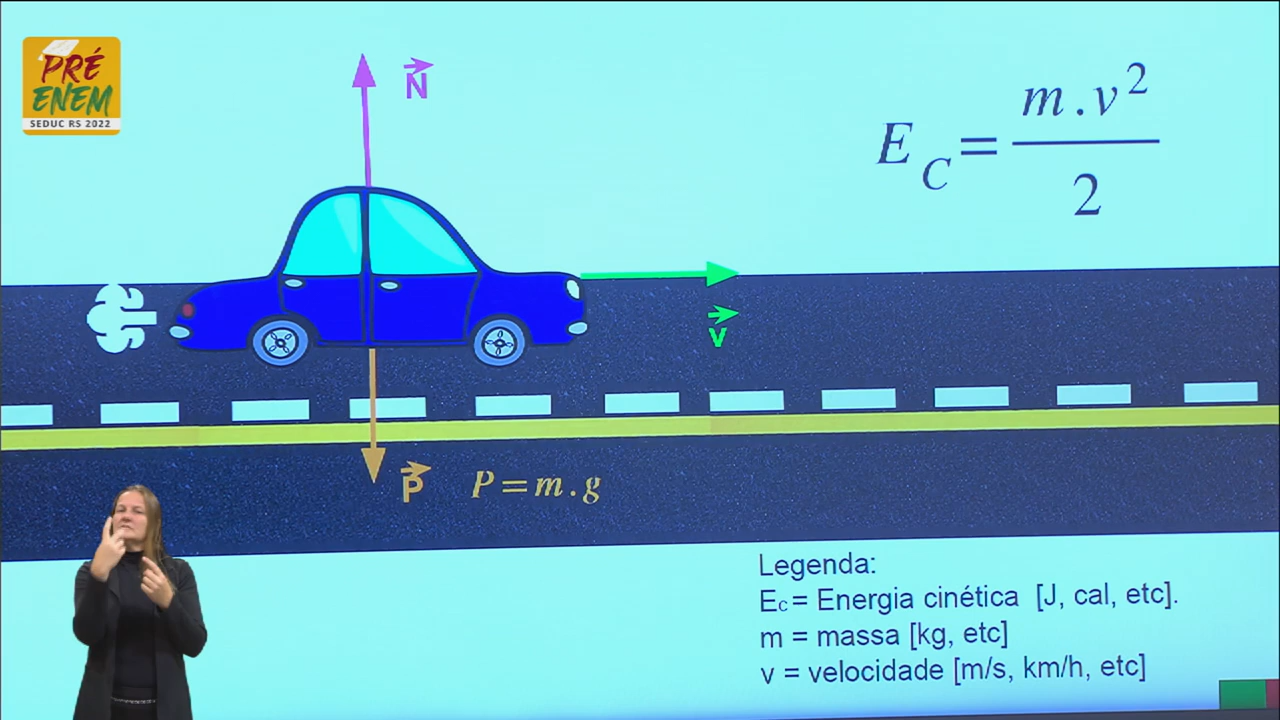 PRÉ
ENEM
SEDUC RS 2022
N
E C = m . v 2
2
v
P
P = m . g
Legenda:
Ec = Energia cinética [J, cal, etc].
m = massa [kg, etc]
v = velocidade [m/s, km/h, etc]